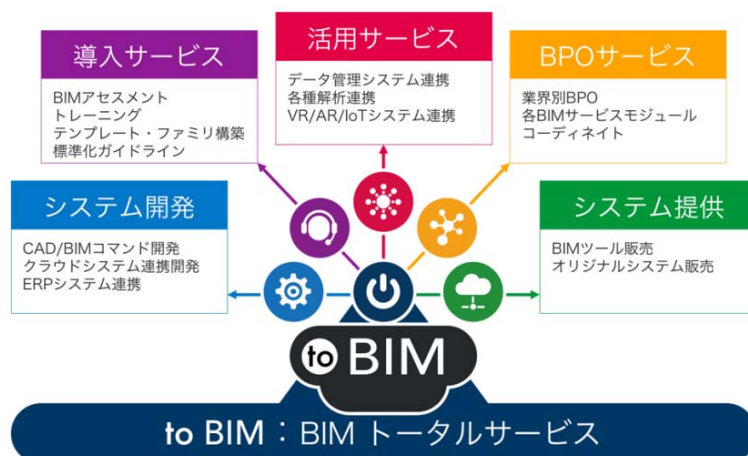 導入サービス
BIMアセスメント
トレーニング
テンプレート・ファミリ構築
標準化ガイドライン
活用サービス
データ管理システム連携
各種解析連携
VR/AR/IoTシステム連携
BPOサービス
業界別BPO
各BIMサービスモジュール
コーディネイト
システム開発
CAD/BIMコマンド開発
クラウドシステム連携開発
ERPシステム連携
システム提供
BIMツール販売
オリジナルシステム販売
to BIM
to BIM：BIM トータルサービス